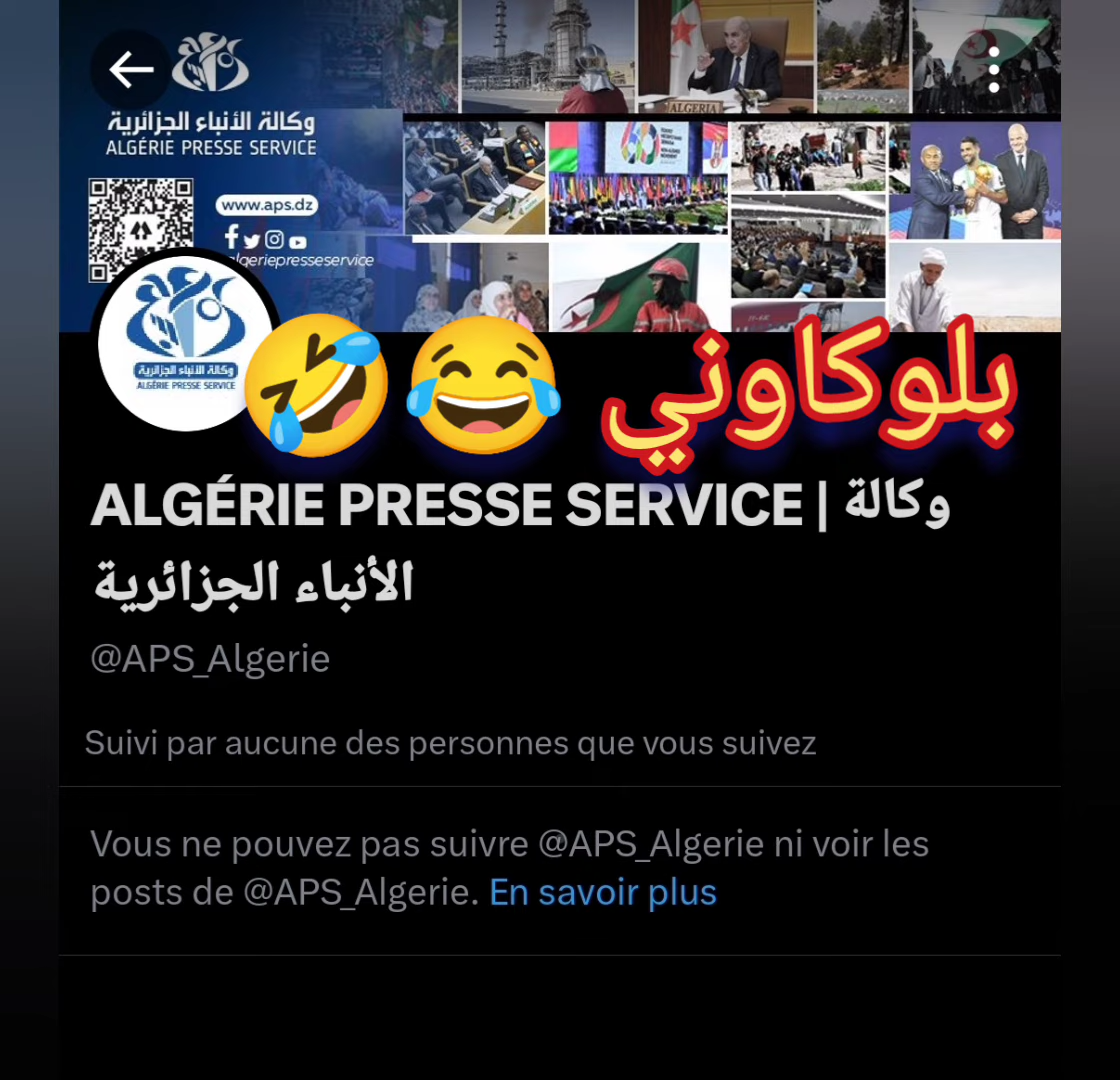 وكالة الأنباء الجزائرية
ALGÉRIE PRESSE SERVICE
ALGERIA
www.aps.dz
algeriepresseservice
وكالة الأنباء الجزائرية
ALGÉRIE PRESSE SERVICE
بلوكاوني 😂🤣
ALGÉRIE PRESSE SERVICE | وكالة
الأنباء الجزائرية
@APS_Algerie
Suivi par aucune des personnes que vous suivez
Vous ne pouvez pas suivre @APS_Algerie ni voir les
posts de @APS_Algerie. En savoir plus